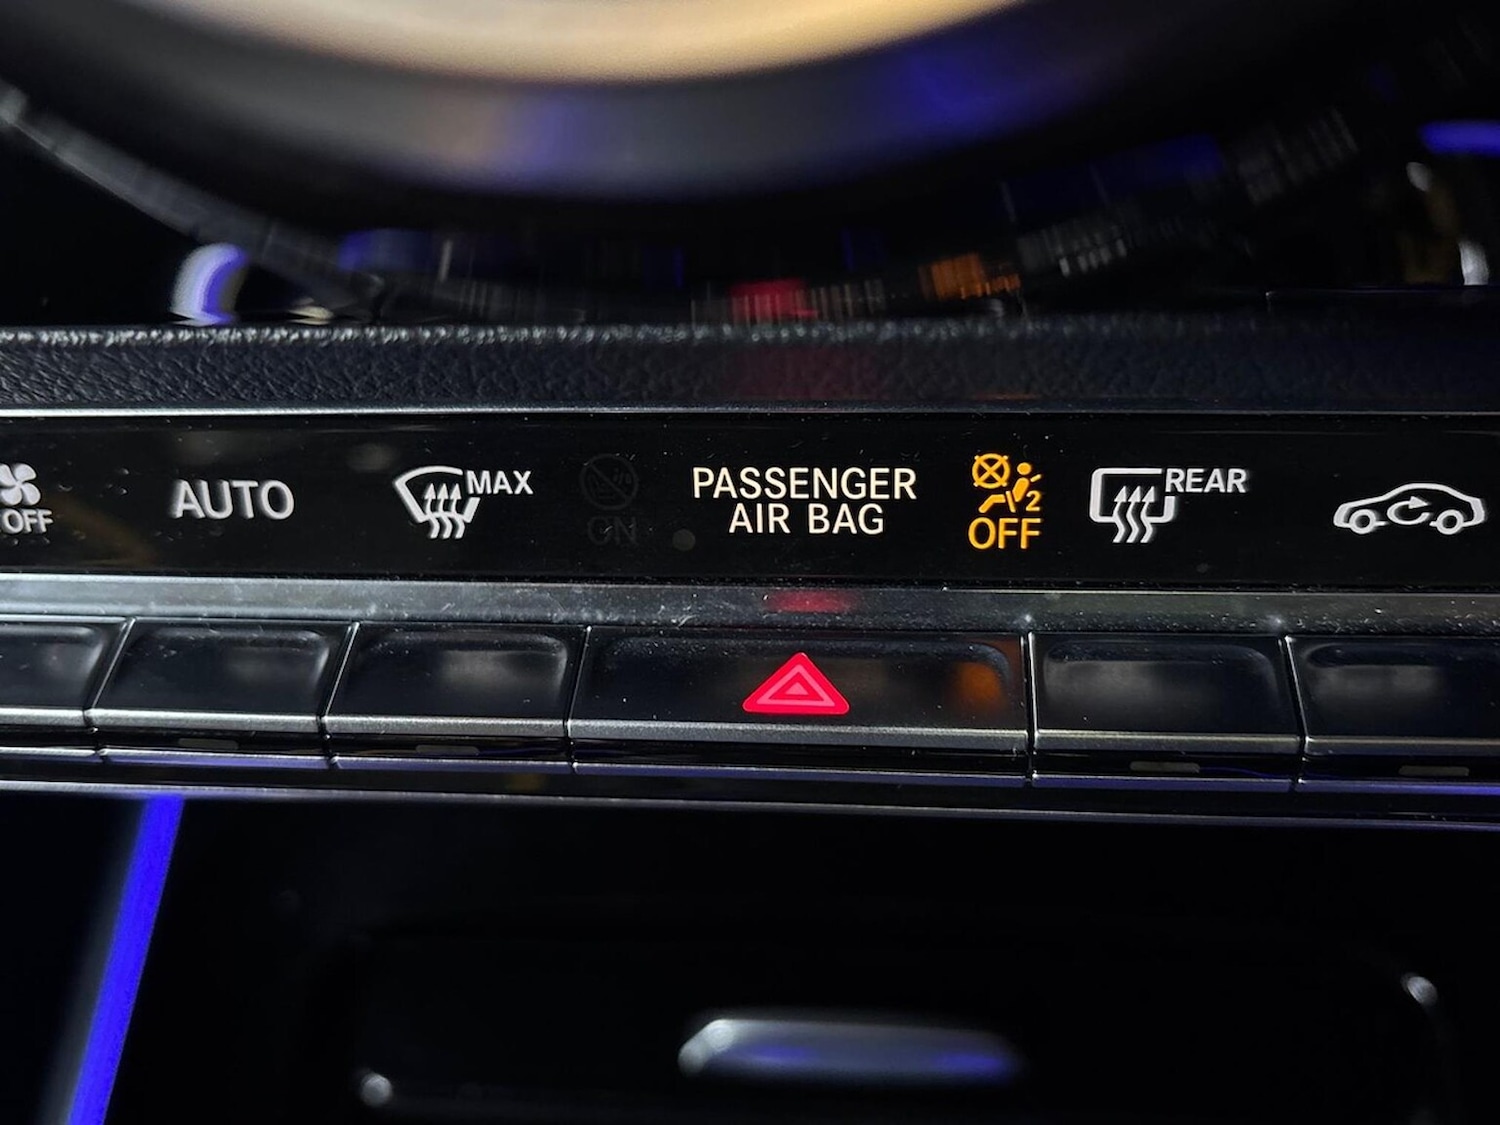 OFF
AUTO
MAX
ON
PASSENGER
AIR BAG
2
OFF
REAR